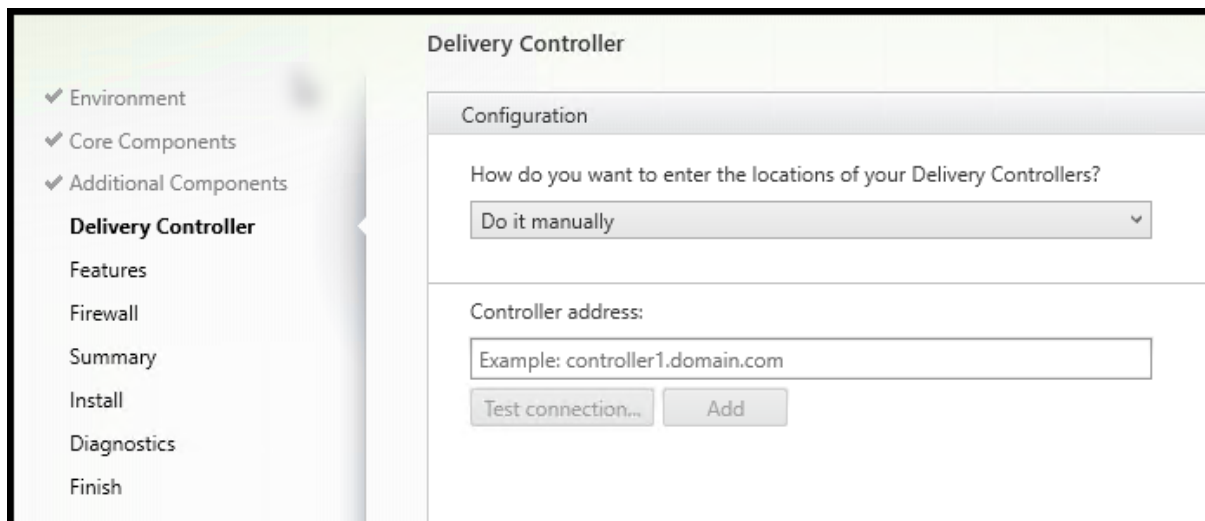 Delivery Controller
Environment
Core Components
Additional Components
Delivery Controller
Features
Firewall
Summary
Install
Diagnostics
Finish
Configuration
How do you want to enter the locations of your Delivery Controllers?
Do it manually
Controller address:
Example: controller1.domain.com
Test connection...
Add